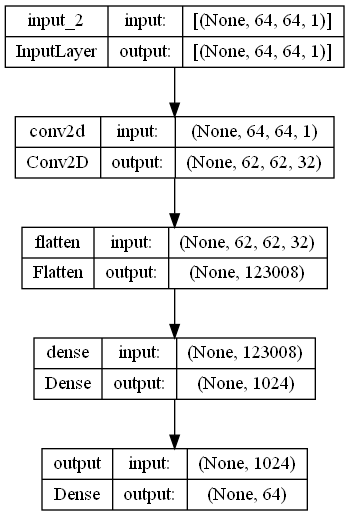 input_2 input: [(None, 64, 64, 1)]
InputLayer output: [(None, 64, 64, 1)]
conv2d input: (None, 64, 64, 1)
Conv2D output: (None, 62, 62, 32)
flatten input: (None, 62, 62, 32)
Flatten output: (None, 123008)
dense input: (None, 123008)
Dense output: (None, 1024)
output input: (None, 1024)
Dense output: (None, 64)